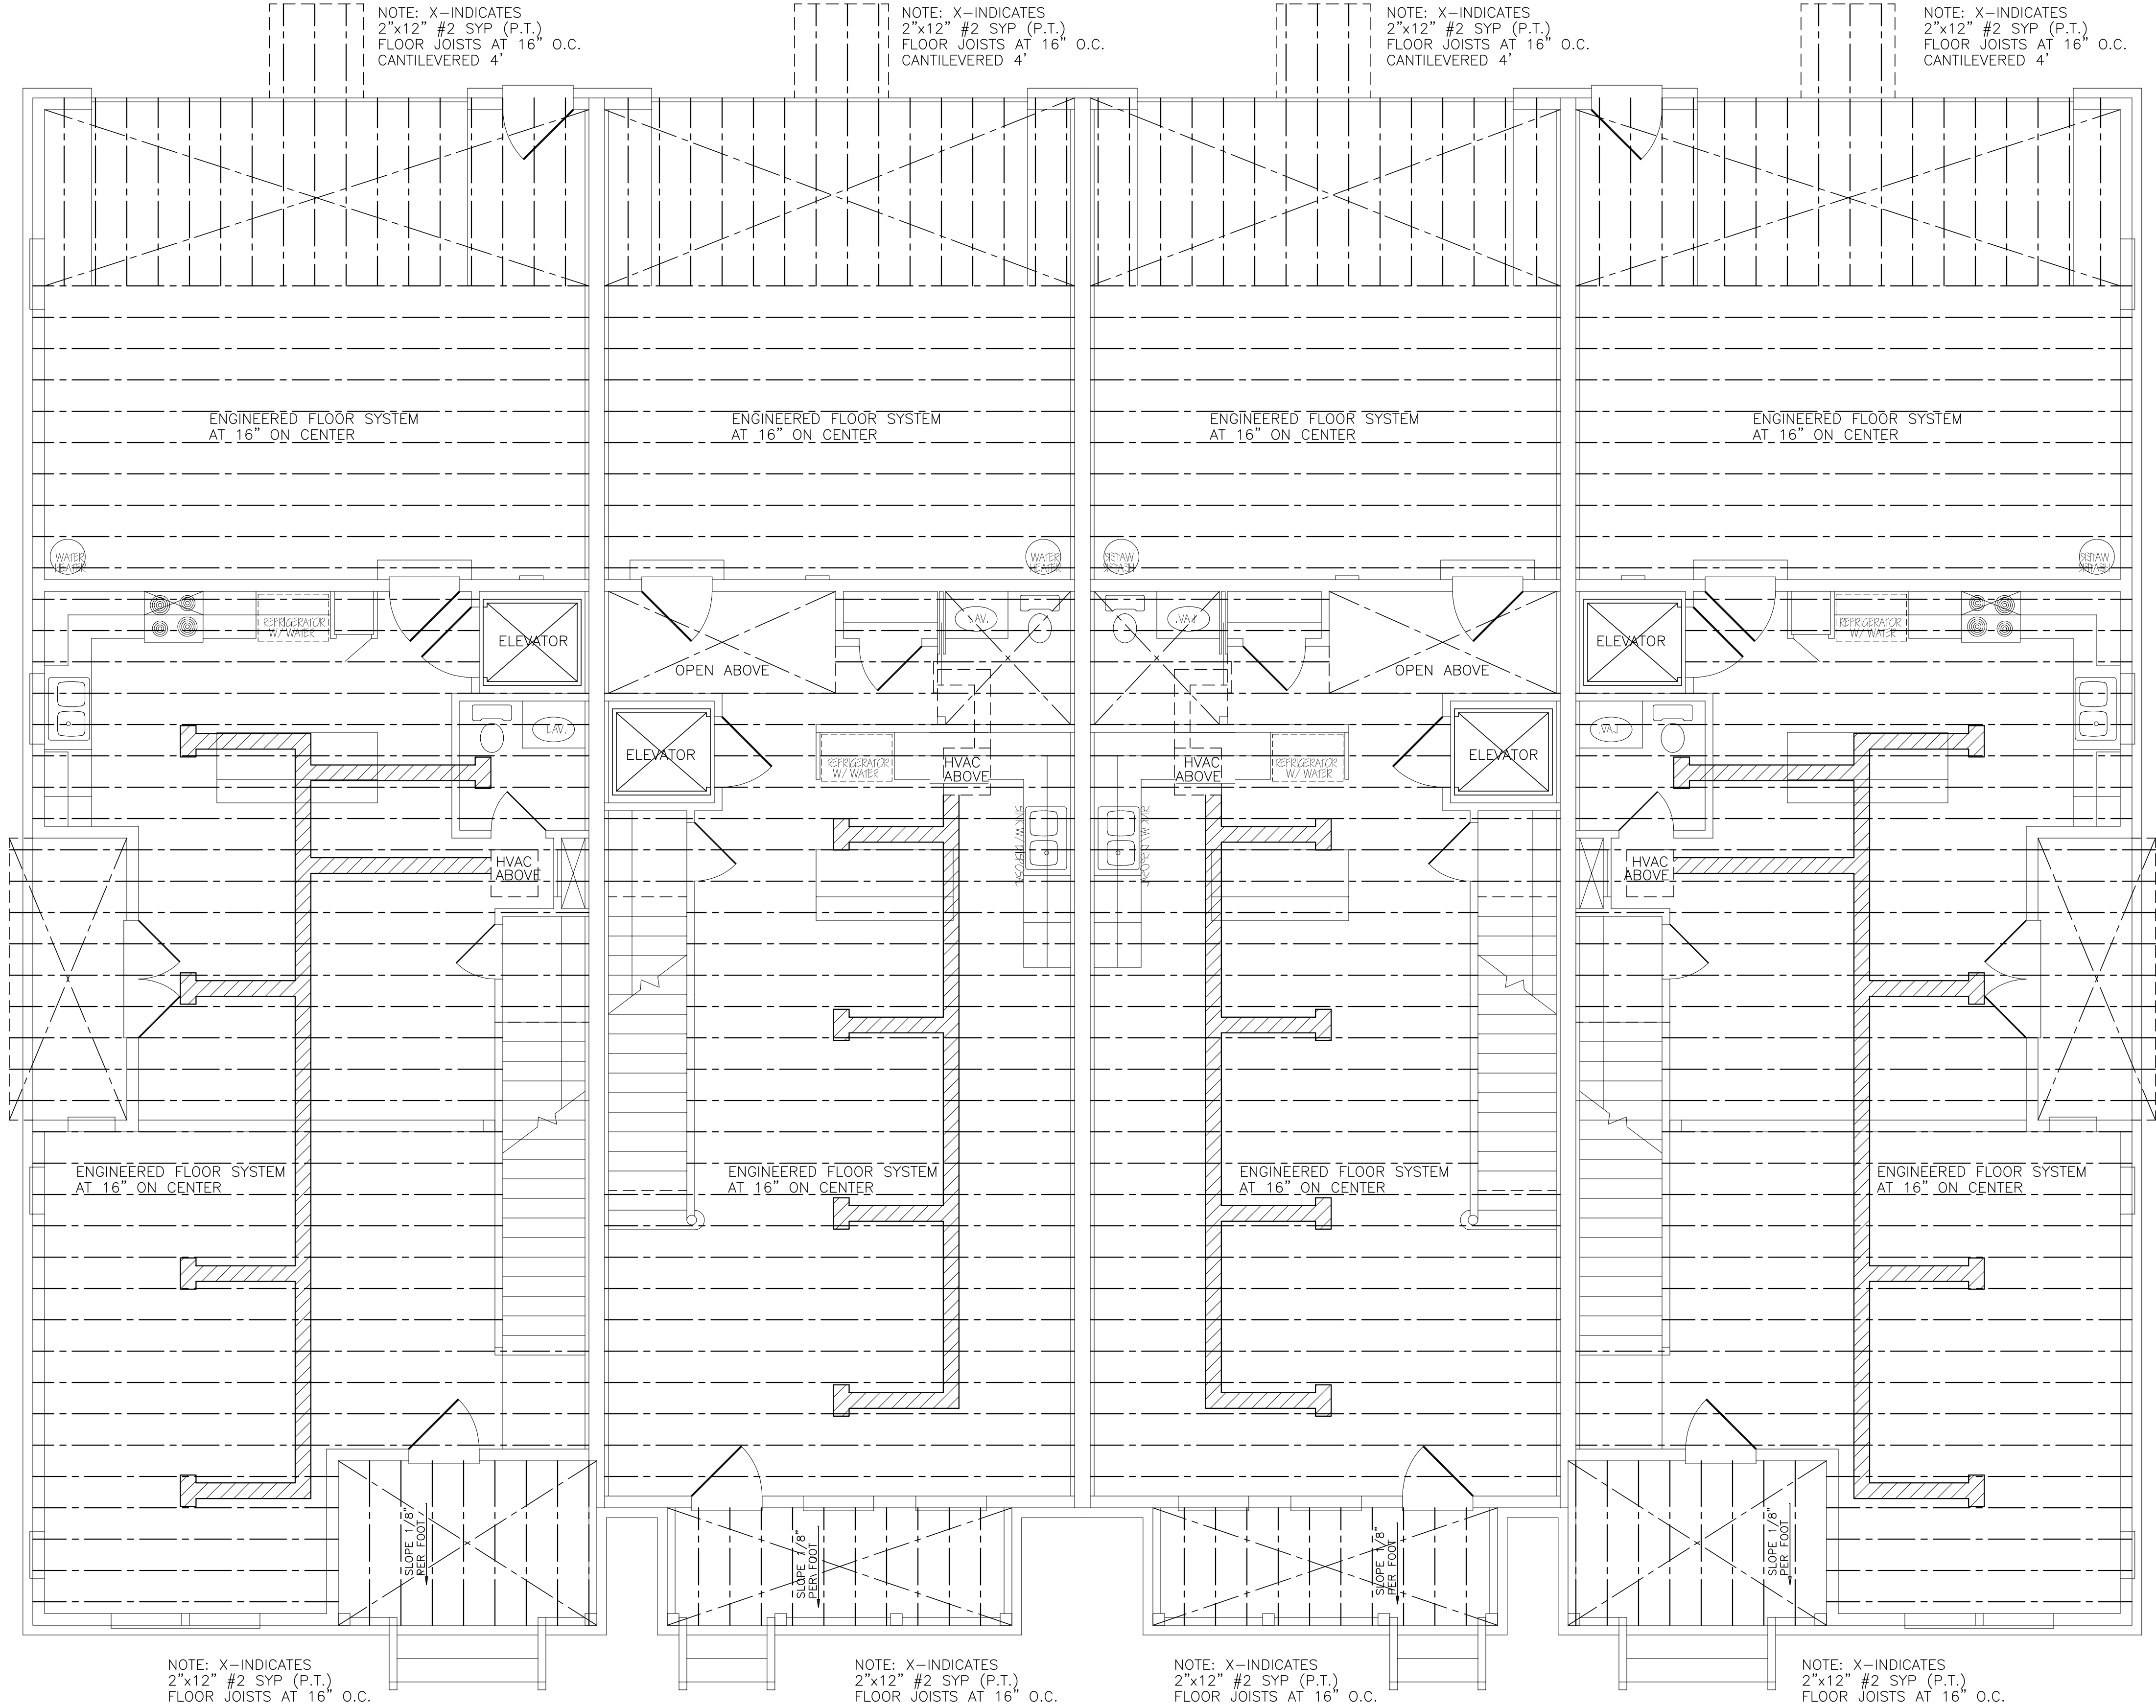 NOTE: X-INDICATES
2"x12" #2 SYP (P.T.)
FLOOR JOISTS AT 16" O.C.
CANTILEVERED 4'
NOTE: X-INDICATES
2"x12" #2 SYP (P.T.)
FLOOR JOISTS AT 16" O.C.
CANTILEVERED 4'
NOTE: X-INDICATES
2"x12" #2 SYP (P.T.)
FLOOR JOISTS AT 16" O.C.
CANTILEVERED 4'
NOTE: X-INDICATES
2"x12" #2 SYP (P.T.)
FLOOR JOISTS AT 16" O.C.
CANTILEVERED 4'
ENGINEERED FLOOR SYSTEM
AT 16" ON CENTER
ENGINEERED FLOOR SYSTEM
AT 16" ON CENTER
ENGINEERED FLOOR SYSTEM
AT 16" ON CENTER
ENGINEERED FLOOR SYSTEM
AT 16" ON CENTER
WATER
HEATER
WATER
HEATER
WATER
HEATER
WATER
HEATER
REFRIGERATOR
W/ WATER
ELEVATOR
OPEN ABOVE
LAV.
LAV.
OPEN ABOVE
ELEVATOR
REFRIGERATOR
W/ WATER
LAV.
ELEVATOR
REFRIGERATOR
W/ WATER
HVAC
ABOVE
HVAC
ABOVE
REFRIGERATOR
W/ WATER
ELEVATOR
LAV.
HVAC
ABOVE
HVAC
ABOVE
ENGINEERED FLOOR SYSTEM
AT 16" ON CENTER
ENGINEERED FLOOR SYSTEM
AT 16" ON CENTER
ENGINEERED FLOOR SYSTEM
AT 16" ON CENTER
ENGINEERED FLOOR SYSTEM
AT 16" ON CENTER
SLOPE 1/8"
PER FOOT
SLOPE 1/8"
PER FOOT
SLOPE 1/8"
PER FOOT
SLOPE 1/8"
PER FOOT
NOTE: X-INDICATES
2"x12" #2 SYP (P.T.)
FLOOR JOISTS AT 16" O.C.
NOTE: X-INDICATES
2"x12" #2 SYP (P.T.)
FLOOR JOISTS AT 16" O.C.
NOTE: X-INDICATES
2"x12" #2 SYP (P.T.)
FLOOR JOISTS AT 16" O.C.
NOTE: X-INDICATES
2"x12" #2 SYP (P.T.)
FLOOR JOISTS AT 16" O.C.